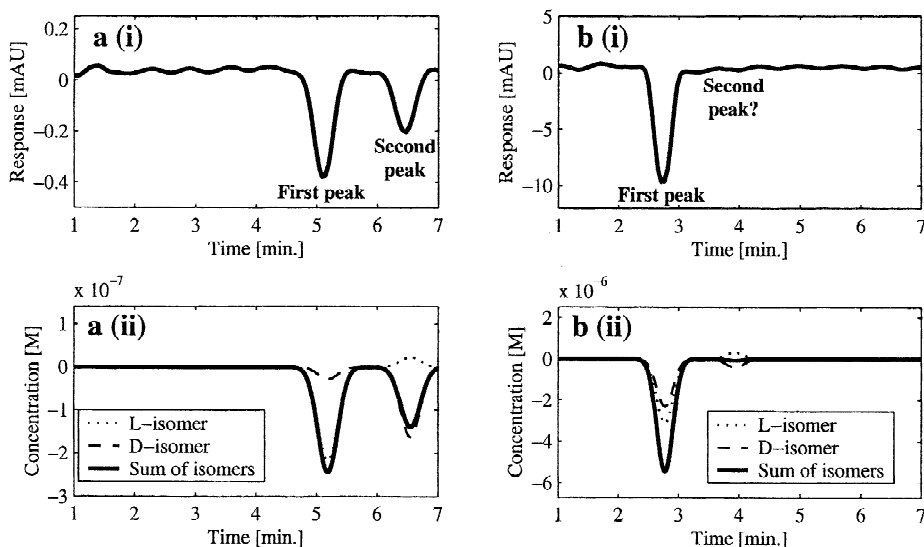 a (i)
0.2
0
−0.2
−0.4
Response [mAU]
First peak
Second
peak
1 2 3 4 5 6 7
Time [min.]
b (i)
5
0
−5
−10
Response [mAU]
First peak
Second
peak?
1 2 3 4 5 6 7
Time [min.]
x 10⁻⁷
a (ii)
1
0
−1
−2
−3
Concentration [M]
L−isomer
D−isomer
Sum of isomers
1 2 3 4 5 6 7
Time [min.]
x 10⁻⁶
b (ii)
2
0
−2
−4
−6
Concentration [M]
L−isomer
D−isomer
Sum of isomers
1 2 3 4 5 6 7
Time [min.]